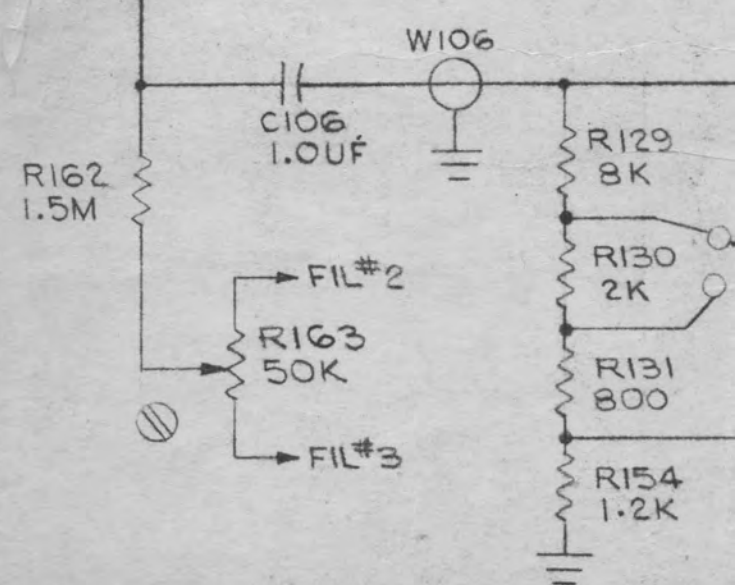 W106
C106
1.0UF
R129
8K
R162
1.5M
R130
2K
FIL#2
R163
50K
R131
800
FIL#3
R154
1.2K